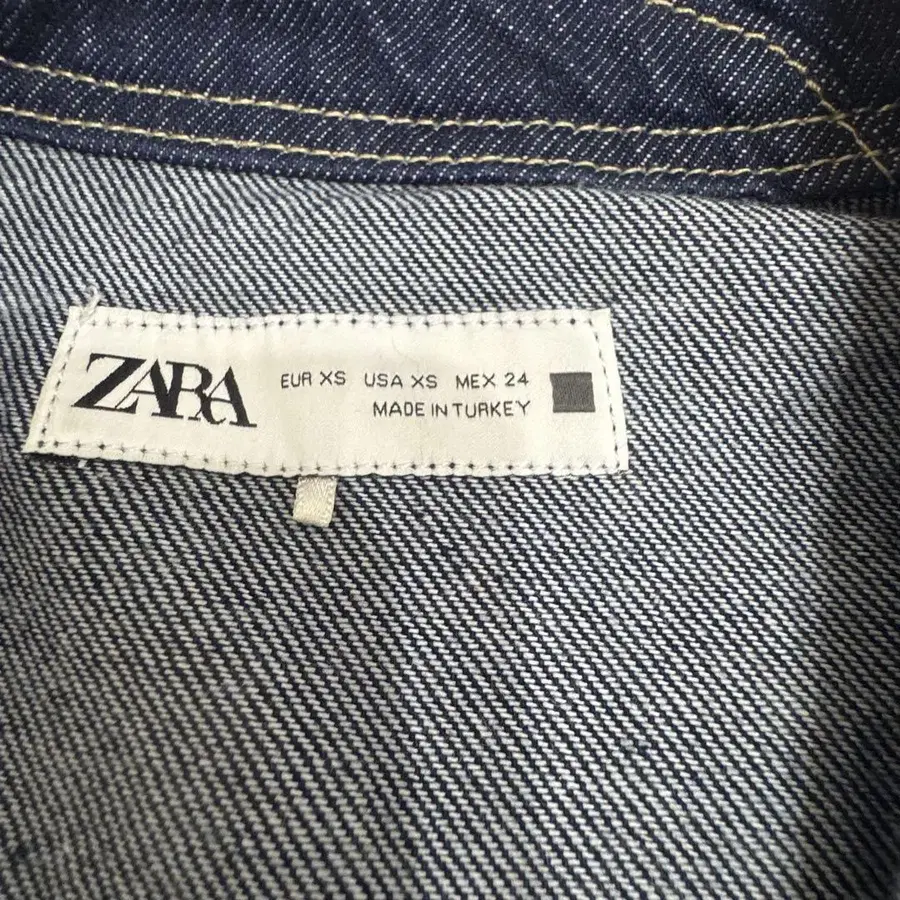 ZARA
EUR XS USA XS MEX 24
MADE IN TURKEY